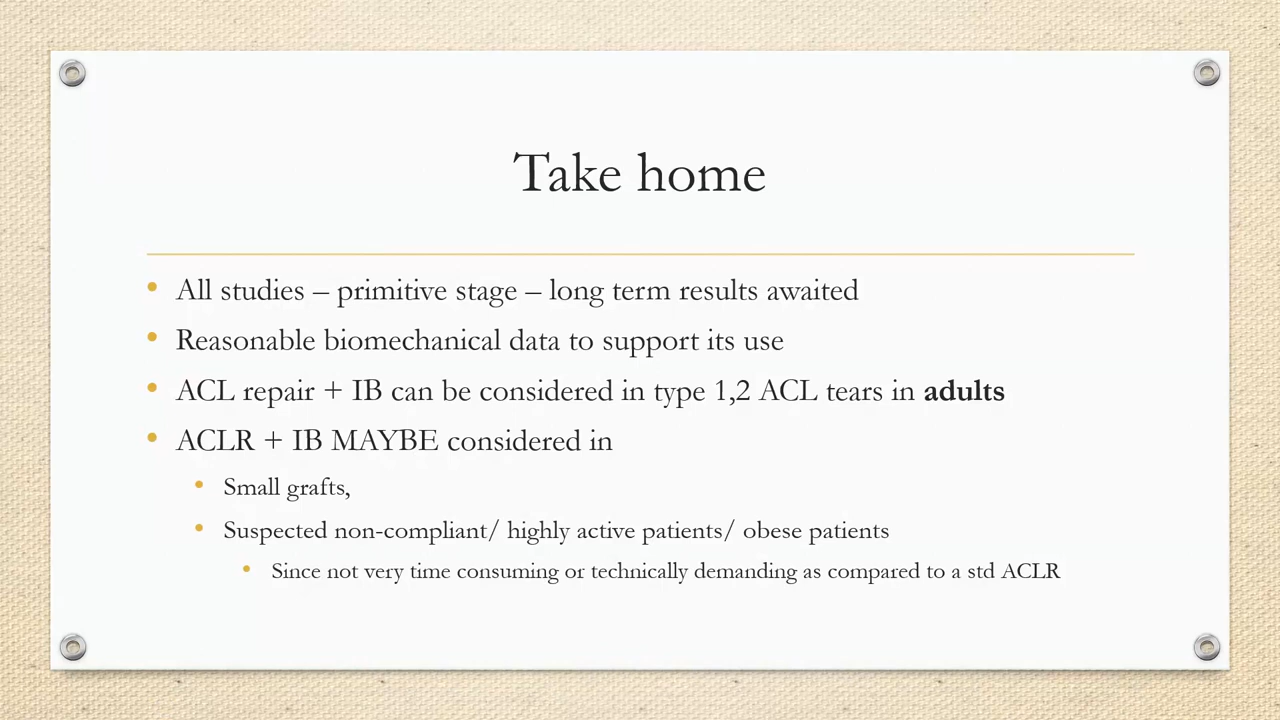 Take home
All studies – primitive stage – long term results awaited
Reasonable biomechanical data to support its use
ACL repair + IB can be considered in type 1,2 ACL tears in adults
ACLR + IB MAYBE considered in
Small grafts,
Suspected non-compliant/ highly active patients/ obese patients
Since not very time consuming or technically demanding as compared to a std ACLR